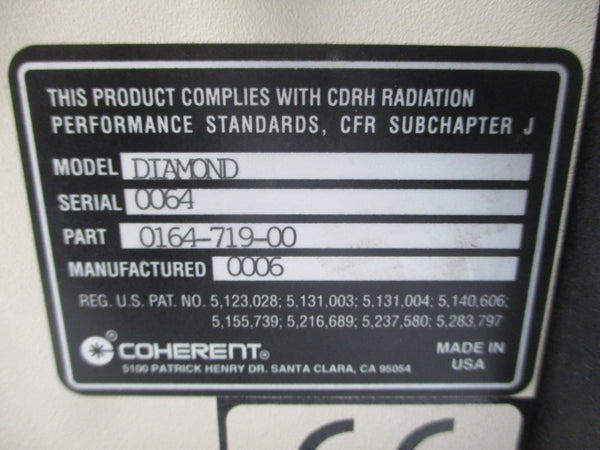 THIS PRODUCT COMPLIES WITH CDRH RADIATION
PERFORMANCE STANDARDS, CFR SUBCHAPTER J
MODEL DIAMOND
SERIAL 0064
PART 0164-719-00
MANUFACTURED 0006
REG. U.S. PAT. NO. 5,123,028; 5,131,003; 5,131,004; 5,140,606;
5,155,739; 5,216,689; 5,237,580; 5,283,797
COHERENT®
MADE IN
USA
5100 PATRICK HENRY DR. SANTA CLARA, CA 95054
CE